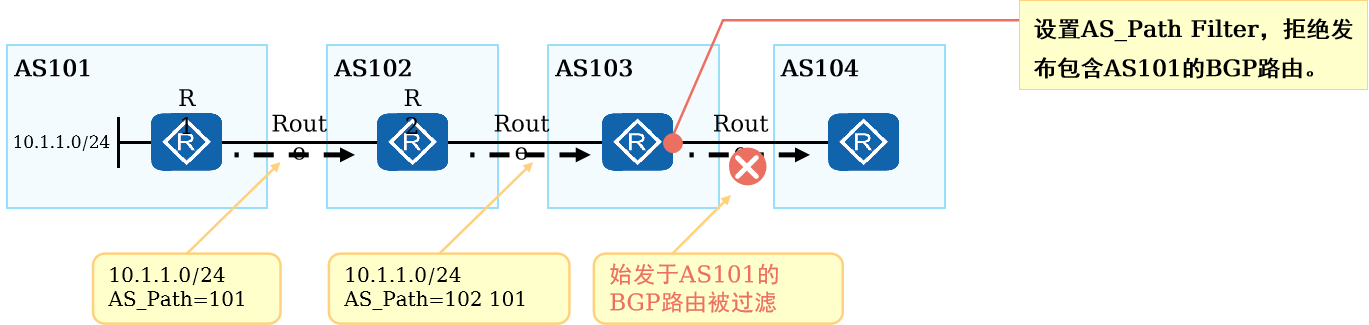 设置AS_Path Filter，拒绝发
布包含AS101的BGP路由。
AS101
AS102
AS103
AS104
R
1
R
2
Rout
e
Rout
e
Rout
10.1.1.0/24
R
R
R
R
10.1.1.0/24
AS_Path=101
10.1.1.0/24
AS_Path=102 101
始发于AS101的
BGP路由被过滤